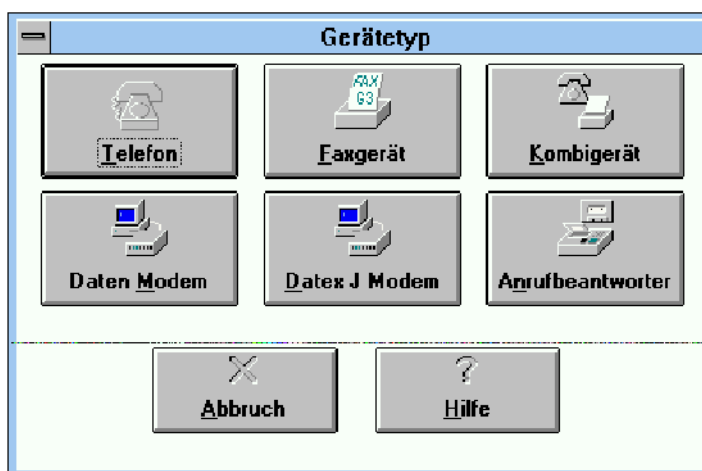 Gerätetyp
FAX
G3
Telefon
Faxgerät
Kombigerät
Daten Modem
Datex J Modem
Anrufbeantworter
?
Abbruch
Hilfe